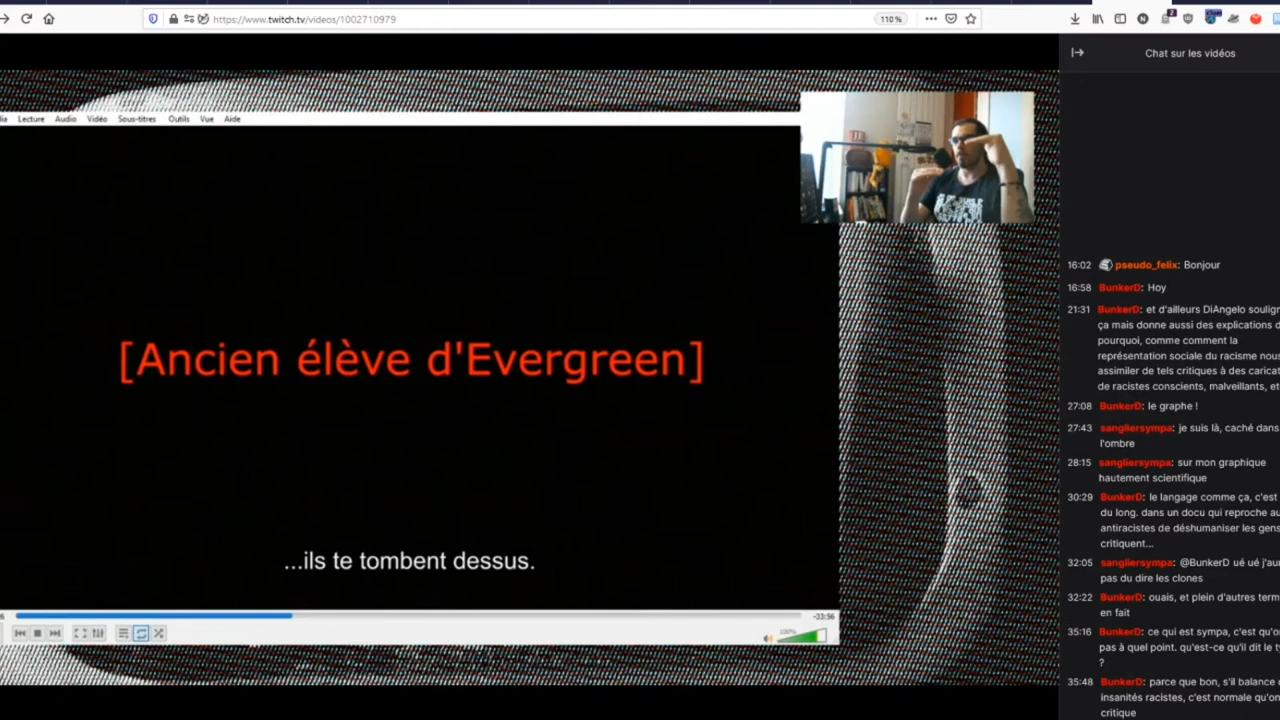 https://www.twitch.tv/videos/1002710979
110%
Chat sur les vidéos
Lecture Audio Vidéo Sous-titres Outils Vue Aide
[Ancien élève d'Evergreen]
...ils te tombent dessus.
-33:56
100%
16:02 pseudo_felix: Bonjour
16:58 BunkerD: Hoy
21:31 BunkerD: et d'ailleurs DiAngelo soulign
ça mais donne aussi des explications d
pourquoi, comme comment la
représentation sociale du racisme nous
assimiler de tels critiques à des caricat
de racistes conscients, malveillants, et
27:08 BunkerD: le graphe !
27:43 sangliersympa: je suis là, caché dans
l'ombre
28:15 sangliersympa: sur mon graphique
hautement scientifique
30:29 BunkerD: le langage comme ça, c'est
du long. dans un docu qui reproche au
antiracistes de déshumaniser les gens
critiquent...
32:05 sangliersympa: @BunkerD ué ué j'au
pas du dire les clones
32:22 BunkerD: ouais, et plein d'autres term
en fait
35:16 BunkerD: ce qui est sympa, c'est qu'o
pas à quel point. qu'est-ce qu'il dit le ty
?
35:48 BunkerD: parce que bon, s'il balance
insanités racistes, c'est normale qu'on
critique